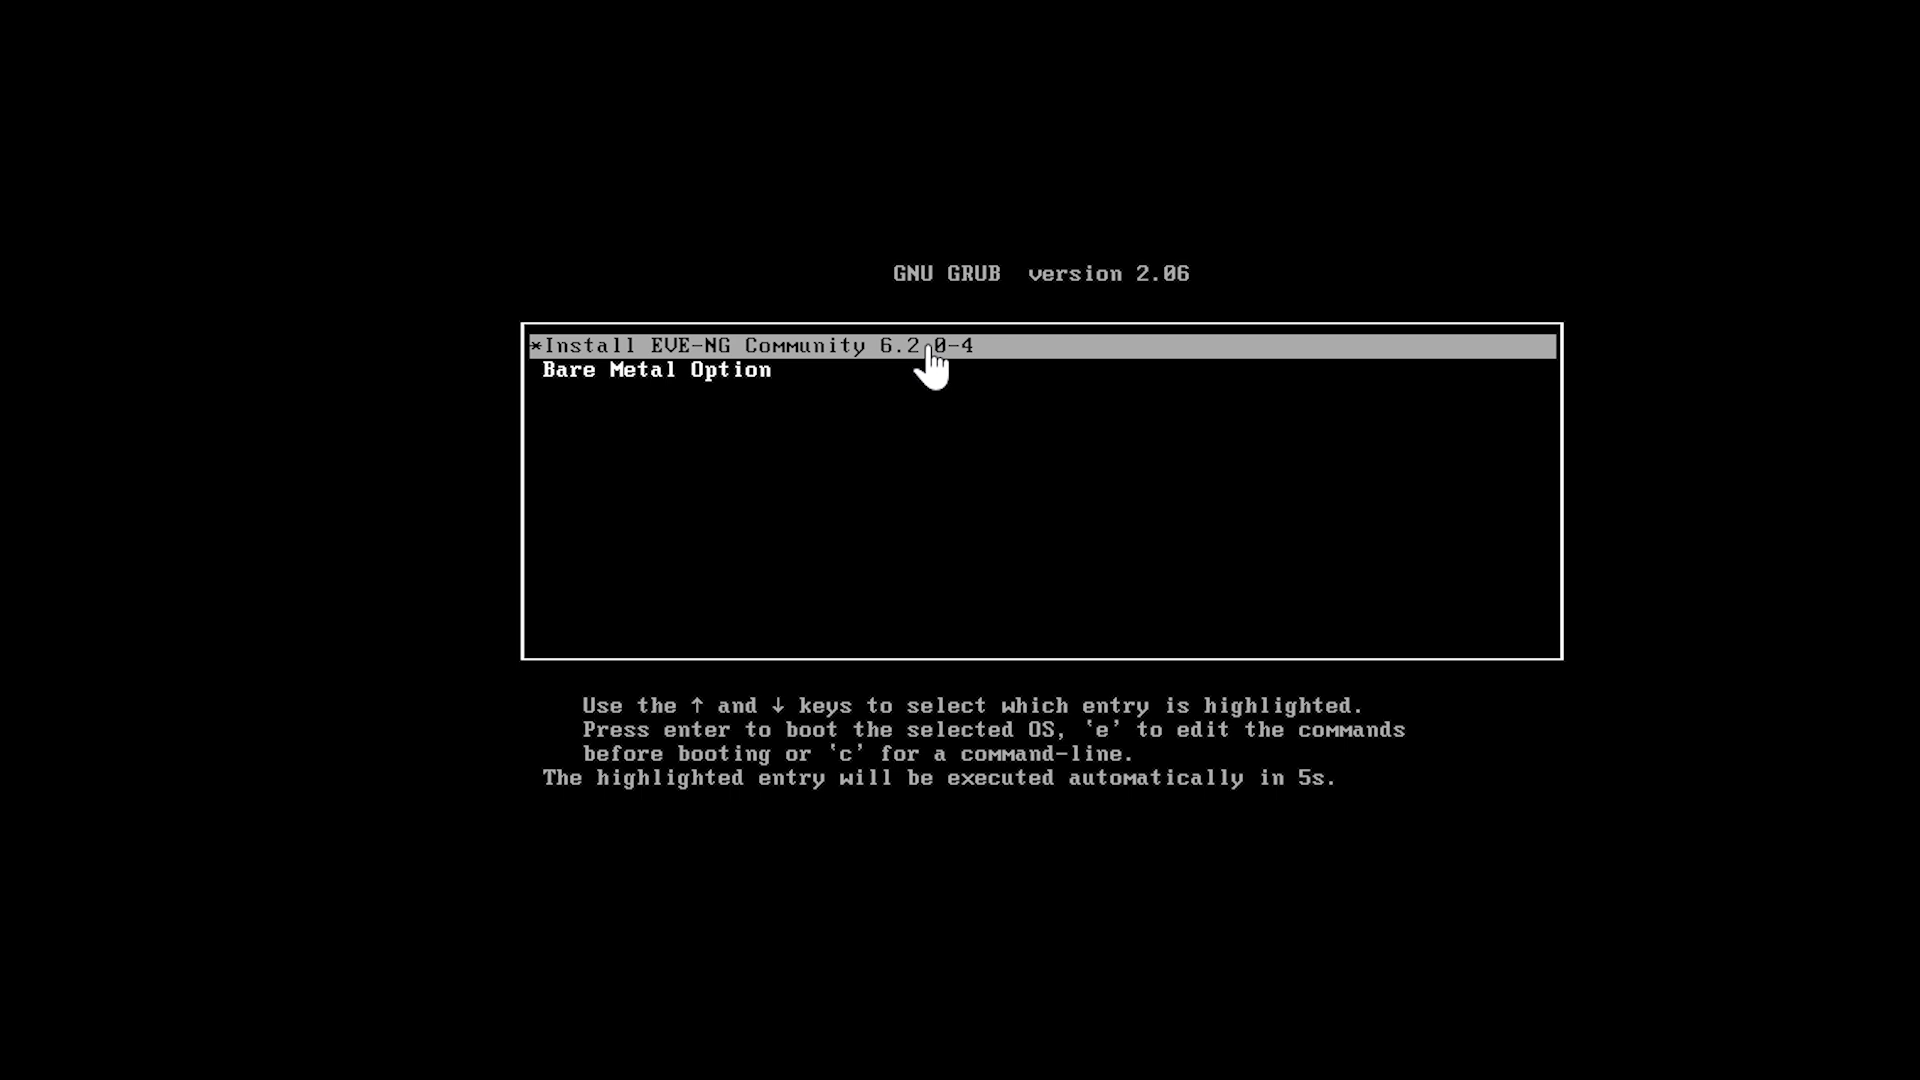 GNU GRUB  version 2.06
*Install EVE-NG Community 6.2.0-4
Bare Metal Option
Use the ↑ and ↓ keys to select which entry is highlighted.
Press enter to boot the selected OS, `e' to edit the commands
before booting or `c' for a command-line.
The highlighted entry will be executed automatically in 5s.